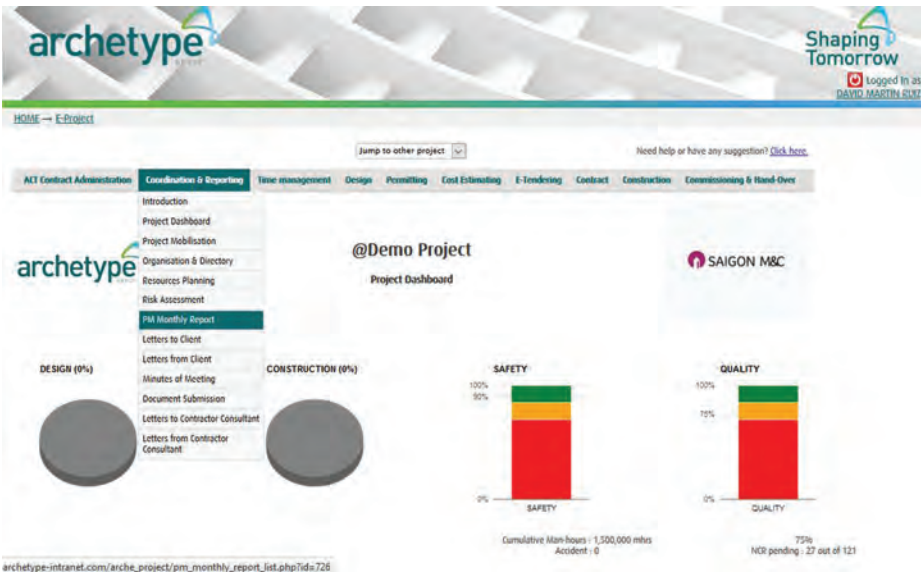 archetype
GROUP
Shaping
Tomorrow
Logged in as
DAVID MARTIN RUIZ
HOME → E-Project
Jump to other project
Need help or have any suggestion? Click here.
ACT Contract Administration Coordination & Reporting Time management Design Permitting Cost Estimating E-Tendering Contract Construction Commissioning & Hand-Over
Introduction
Project Dashboard
Project Mobilisation
Organisation & Directory
Resources Planning
Risk Assessment
PM Monthly Report
Letters to Client
Letters from Client
Minutes of Meeting
Document Submission
Letters to Contractor Consultant
Letters from Contractor
Consultant
archetype
@Demo Project
Project Dashboard
SAIGON M&C
DESIGN (0%)
CONSTRUCTION (0%)
SAFETY
100%
90%
0%
SAFETY
Cumulative Man-hours : 1,500,000 mhrs
Accident : 0
QUALITY
100%
75%
0%
QUALITY
75%
NCR pending : 27 out of 121
archetype-intranet.com/arche_project/pm_monthly_report_list.php?id=726